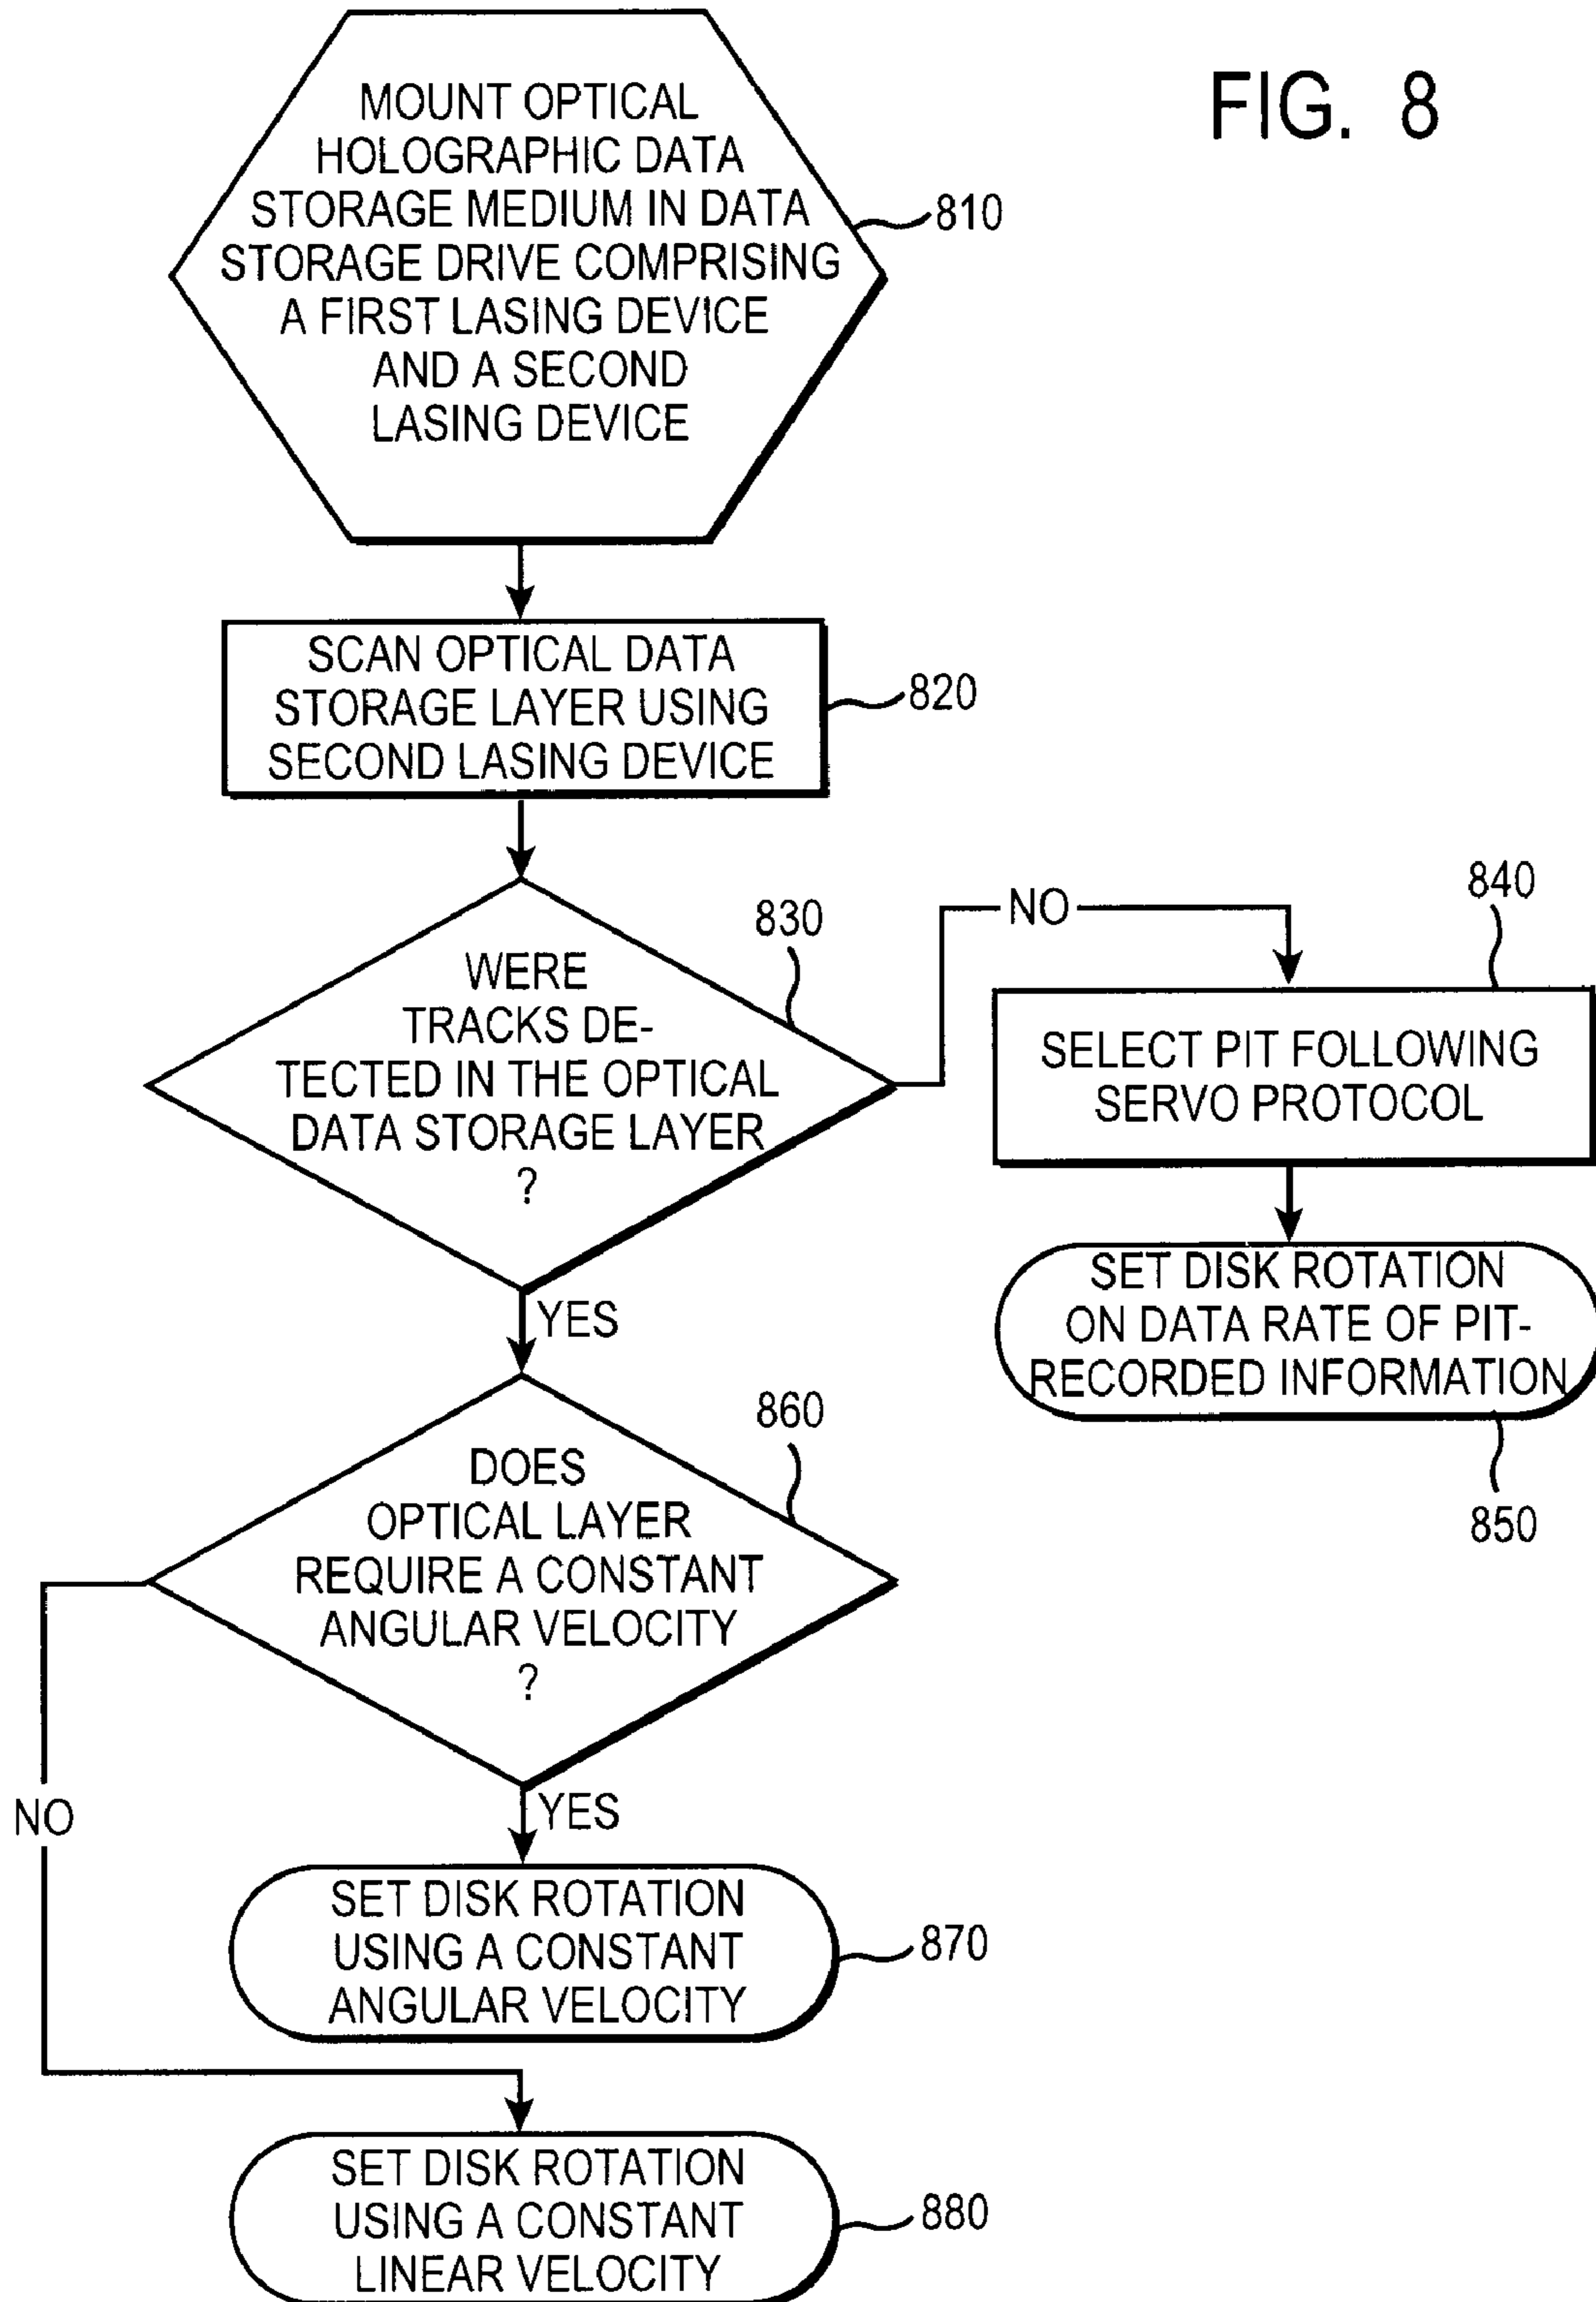 FIG. 8
MOUNT OPTICAL
HOLOGRAPHIC DATA
STORAGE MEDIUM IN DATA
STORAGE DRIVE COMPRISING
A FIRST LASING DEVICE
AND A SECOND
LASING DEVICE
810
SCAN OPTICAL DATA
STORAGE LAYER USING
SECOND LASING DEVICE
820
830
WERE
TRACKS DE-
TECTED IN THE OPTICAL
DATA STORAGE LAYER
?
NO
840
SELECT PIT FOLLOWING
SERVO PROTOCOL
SET DISK ROTATION
ON DATA RATE OF PIT-
RECORDED INFORMATION
850
YES
860
DOES
OPTICAL LAYER
REQUIRE A CONSTANT
ANGULAR VELOCITY
?
NO
YES
SET DISK ROTATION
USING A CONSTANT
ANGULAR VELOCITY
870
SET DISK ROTATION
USING A CONSTANT
LINEAR VELOCITY
880